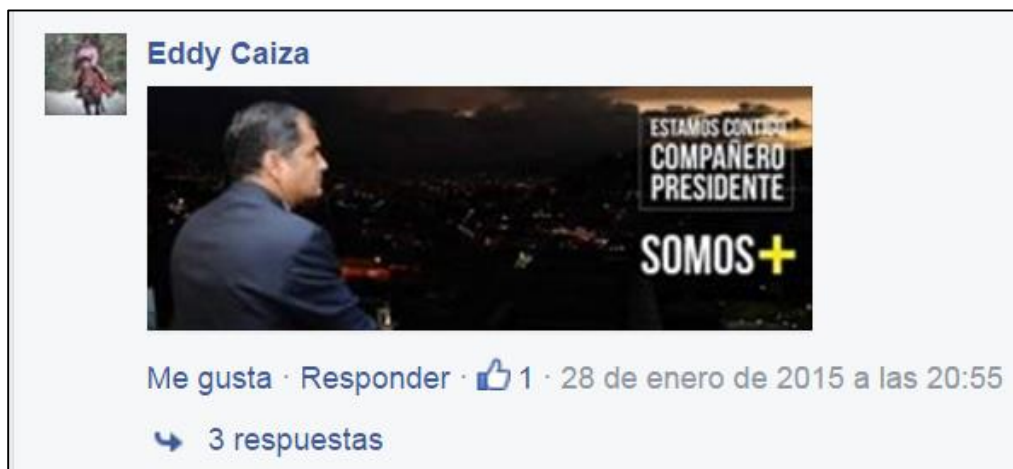 Eddy Caiza
ESTAMOS CONTIGO
COMPAÑERO
PRESIDENTE
SOMOS+
Me gusta · Responder · 1 · 28 de enero de 2015 a las 20:55
3 respuestas